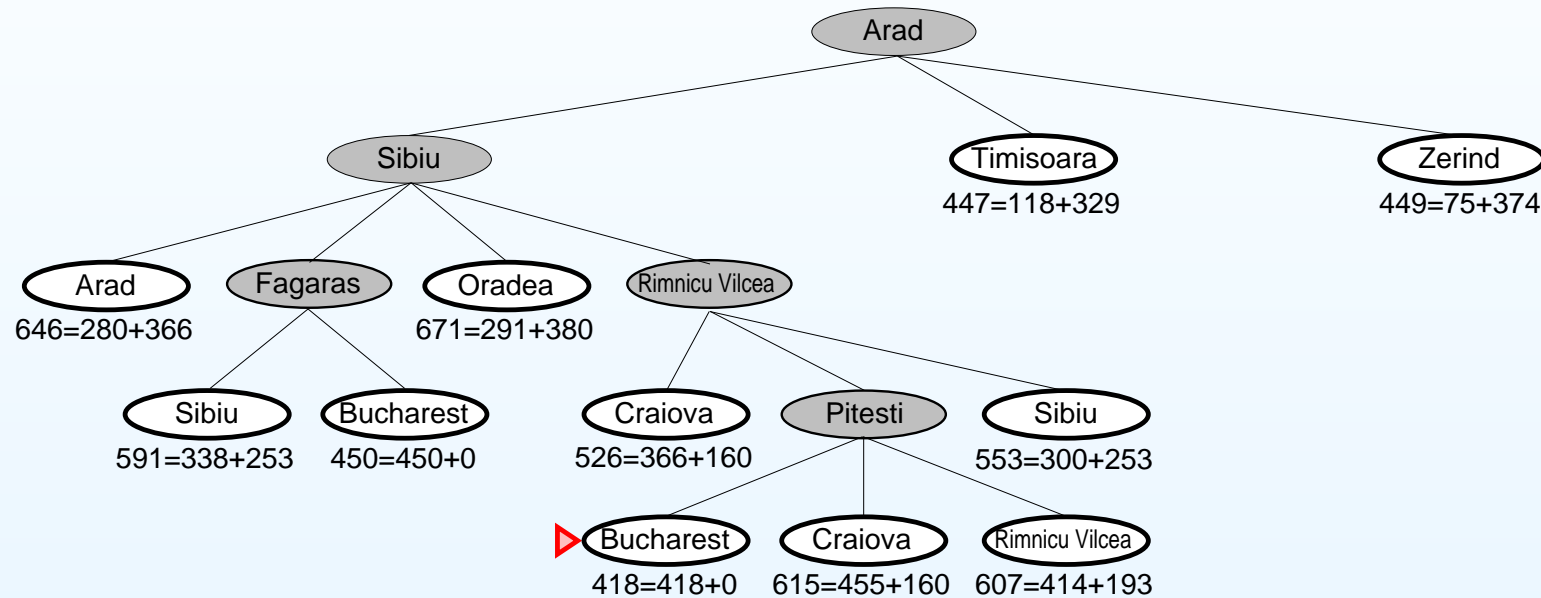 Arad
Sibiu
Timisoara
Zerind
447=118+329
449=75+374
Arad
Fagaras
Oradea
Rimnicu Vilcea
646=280+366
671=291+380
Sibiu
Bucharest
Craiova
Pitesti
Sibiu
591=338+253
450=450+0
526=366+160
553=300+253
Bucharest
Craiova
Rimnicu Vilcea
418=418+0
615=455+160
607=414+193